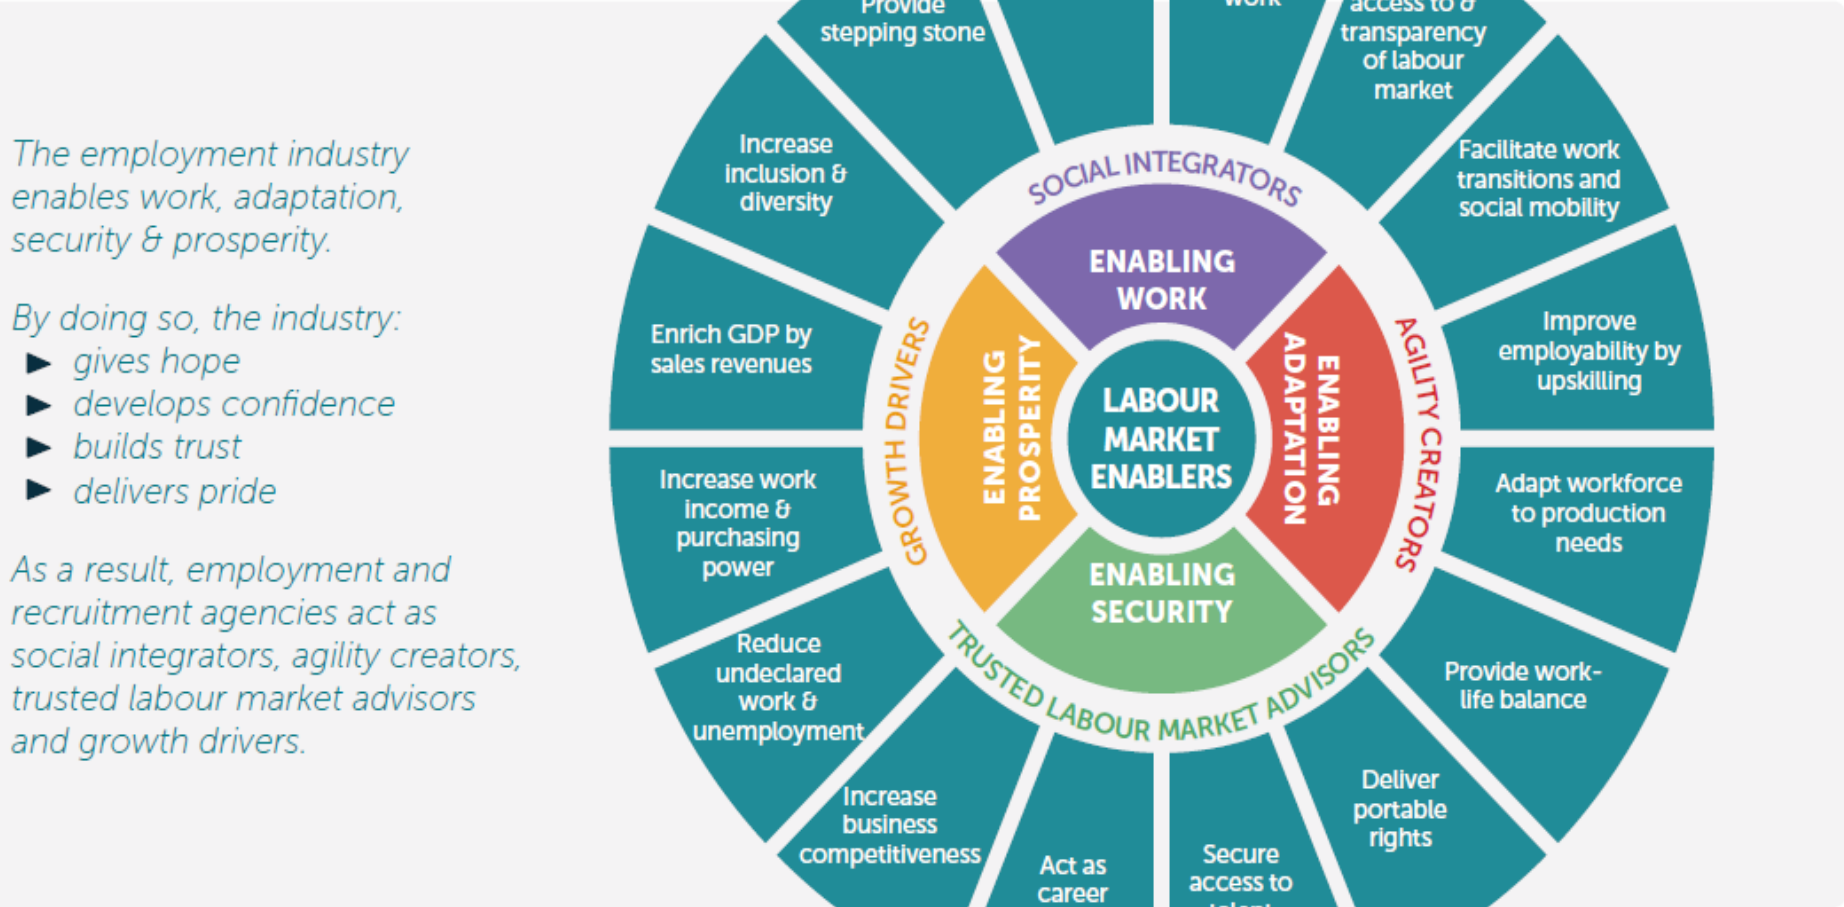 The employment industry
enables work, adaptation,
security & prosperity.
By doing so, the industry:
gives hope
develops confidence
builds trust
delivers pride
As a result, employment and
recruitment agencies act as
social integrators, agility creators,
trusted labour market advisors
and growth drivers.
Provide
stepping stone
work
access to &
transparency
of labour
market
Increase
inclusion &
diversity
Facilitate work
transitions and
social mobility
Enrich GDP by
sales revenues
Improve
employability by
upskilling
Increase work
income &
purchasing
power
Adapt workforce
to production
needs
Reduce
undeclared
work &
unemployment
Provide work-
life balance
Increase
business
competitiveness
Deliver
portable
rights
Act as
career
Secure
access to
SOCIAL INTEGRATORS
AGILITY CREATORS
TRUSTED LABOUR MARKET ADVISORS
GROWTH DRIVERS
ENABLING
WORK
ENABLING
ADAPTATION
ENABLING
SECURITY
ENABLING
PROSPERITY
LABOUR
MARKET
ENABLERS